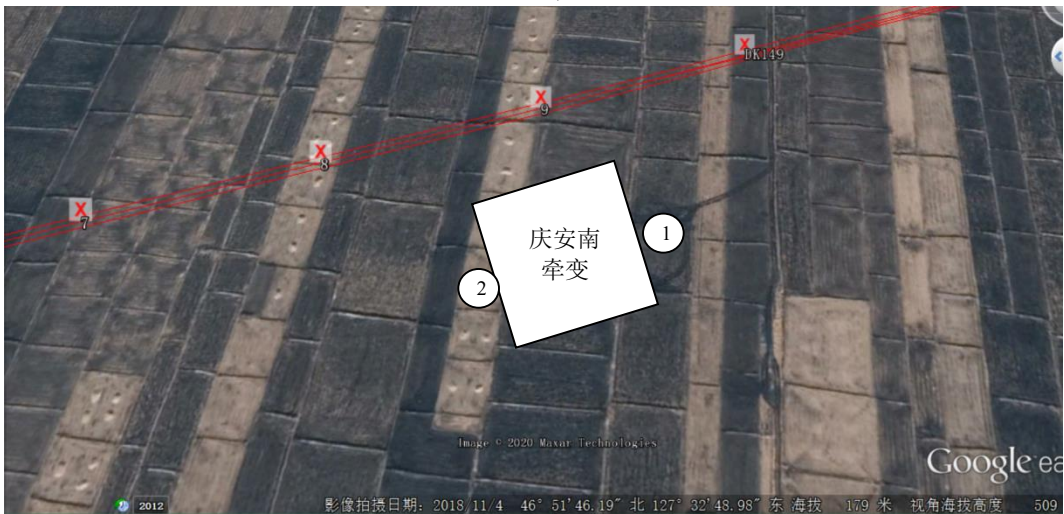 X
DK149
X
9
X
8
X
7
庆安南
牵变
1
2
Image © 2020 Maxar Technologies
Google ea
2012
影像拍摄日期: 2018/11/4 46° 51'46.19" 北 127° 32'48.98" 东 海拔 179 米 视角海拔高度 509